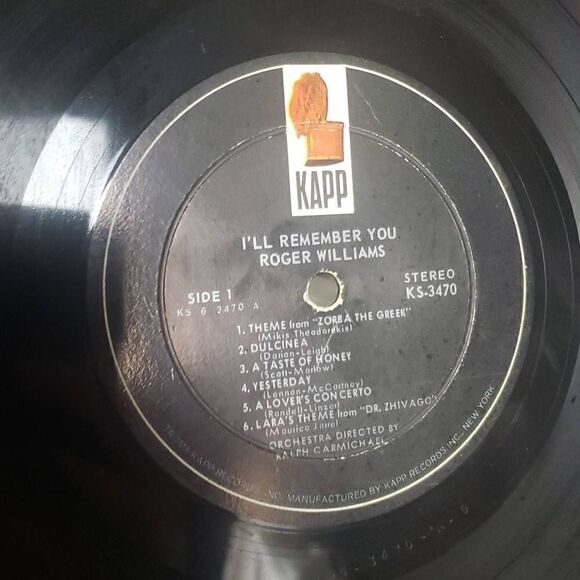 KAPP
I'LL REMEMBER YOU
ROGER WILLIAMS
SIDE 1
KS 6 3470 A
STEREO
KS-3470
1. THEME from "ZORBA THE GREEK"
(Mikis Theodorakis)
2. DULCINEA
(Darion-Leigh)
3. A TASTE OF HONEY
(Scott-Marlow)
4. YESTERDAY
(Lennon-McCartney)
5. A LOVER'S CONCERTO
(Randell-Linzer)
6. LARA'S THEME from "DR. ZHIVAGO"
(Maurice Jarre)
ORCHESTRA DIRECTED BY
RALPH CARMICHAEL
KAPP RECORDS, INC. MANUFACTURED BY KAPP RECORDS, INC., NEW YORK